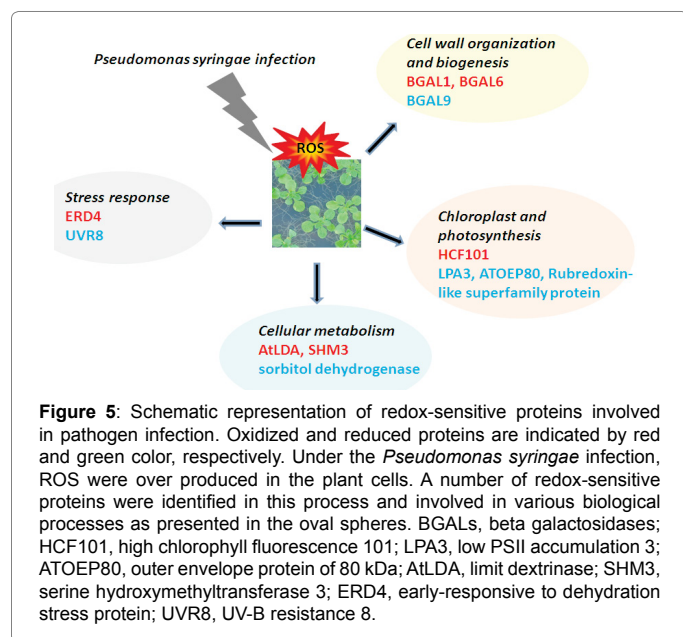 Pseudomonas syringae infection
ROS
Cell wall organization
and biogenesis
BGAL1, BGAL6
BGAL9
Stress response
ERD4
UVR8
Chloroplast and
photosynthesis
HCF101
LPA3, ATOEP80, Rubredoxin-
like superfamily protein
Cellular metabolism
AtLDA, SHM3
sorbitol dehydrogenase
Figure 5: Schematic representation of redox-sensitive proteins involved
in pathogen infection. Oxidized and reduced proteins are indicated by red
and green color, respectively. Under the Pseudomonas syringae infection,
ROS were over produced in the plant cells. A number of redox-sensitive
proteins were identified in this process and involved in various biological
processes as presented in the oval spheres. BGALs, beta galactosidases;
HCF101, high chlorophyll fluorescence 101; LPA3, low PSII accumulation 3;
ATOEP80, outer envelope protein of 80 kDa; AtLDA, limit dextrinase; SHM3,
serine hydroxymethyltransferase 3; ERD4, early-responsive to dehydration
stress protein; UVR8, UV-B resistance 8.